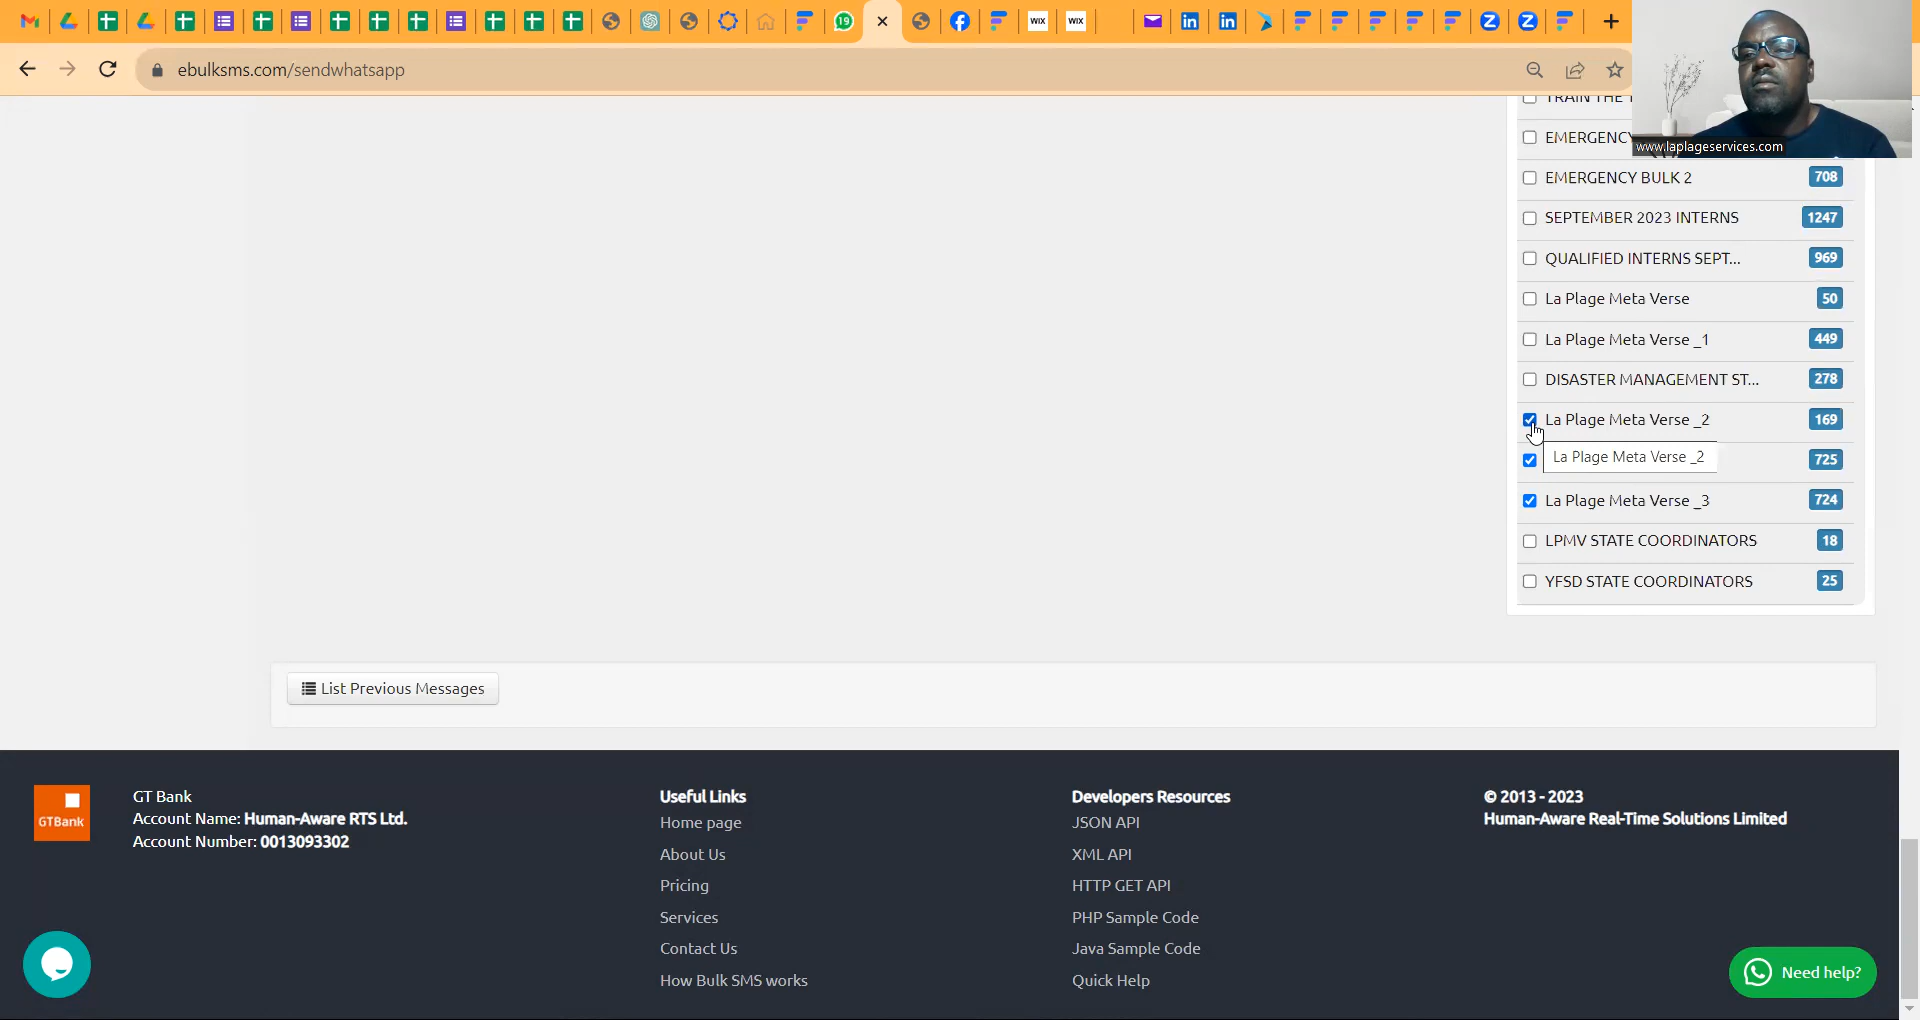 19
WIX
WIX
ebulksms.com/sendwhatsapp
www.laplageservices.com
TRAIN THE
EMERGENCY
EMERGENCY BULK 2 708
SEPTEMBER 2023 INTERNS 1247
QUALIFIED INTERNS SEPT... 969
La Plage Meta Verse 50
La Plage Meta Verse _1 449
DISASTER MANAGEMENT ST... 278
La Plage Meta Verse _2 169
La Plage Meta Verse _2 725
La Plage Meta Verse _3 724
LPMV STATE COORDINATORS 18
YFSD STATE COORDINATORS 25
List Previous Messages
GTBank
GT Bank
Account Name: Human-Aware RTS Ltd.
Account Number: 0013093302
Useful Links
Home page
About Us
Pricing
Services
Contact Us
How Bulk SMS works
Developers Resources
JSON API
XML API
HTTP GET API
PHP Sample Code
Java Sample Code
Quick Help
© 2013 - 2023
Human-Aware Real-Time Solutions Limited
Need help?